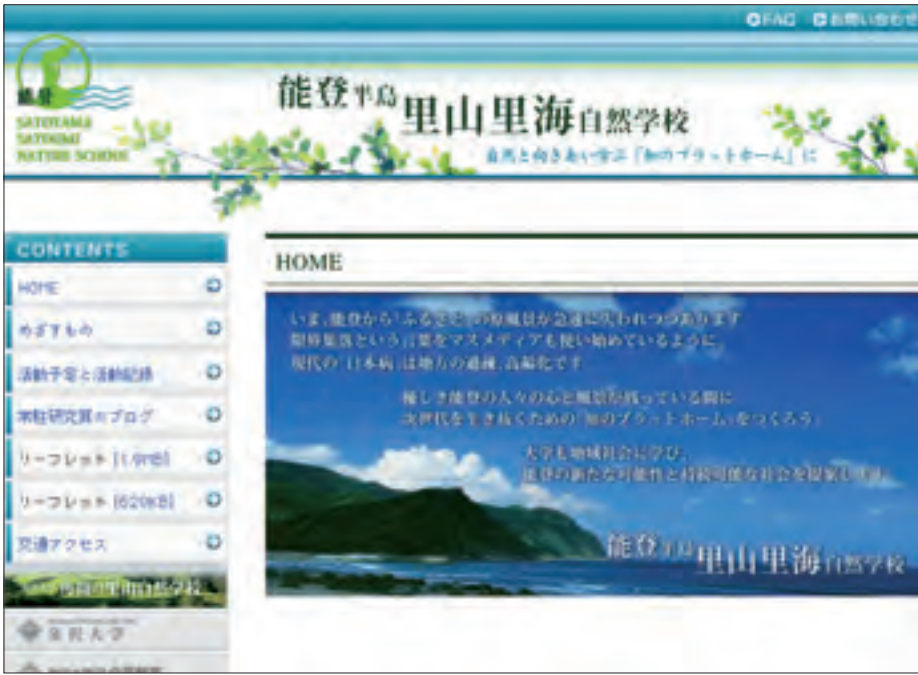 FAQ お問い合わせ
能登
SATOYAMA
SATOUMI
NATURE SCHOOL
能登半島里山里海自然学校
自然と向きあい学ぶ「知のプラットホーム」に
CONTENTS
HOME
めざすもの
活動予定と活動記録
常駐研究員のブログ
リーフレット [1.9MB]
リーフレット [620KB]
交通アクセス
里山自然学校
金沢大学
HOME
いま、能登から「ふるさと」の原風景が急速に失われつつあります
限界集落という言葉をマスメディアも使い始めているように
現代の「日本病」は地方の過疎、高齢化です
優しき能登の人々の心と風景が残っている間に
次世代を生き抜くための「知のプラットホーム」をつくろう。
大学も地域社会に学び、
能登の新たな可能性と持続可能な社会を提案します
能登半島里山里海自然学校